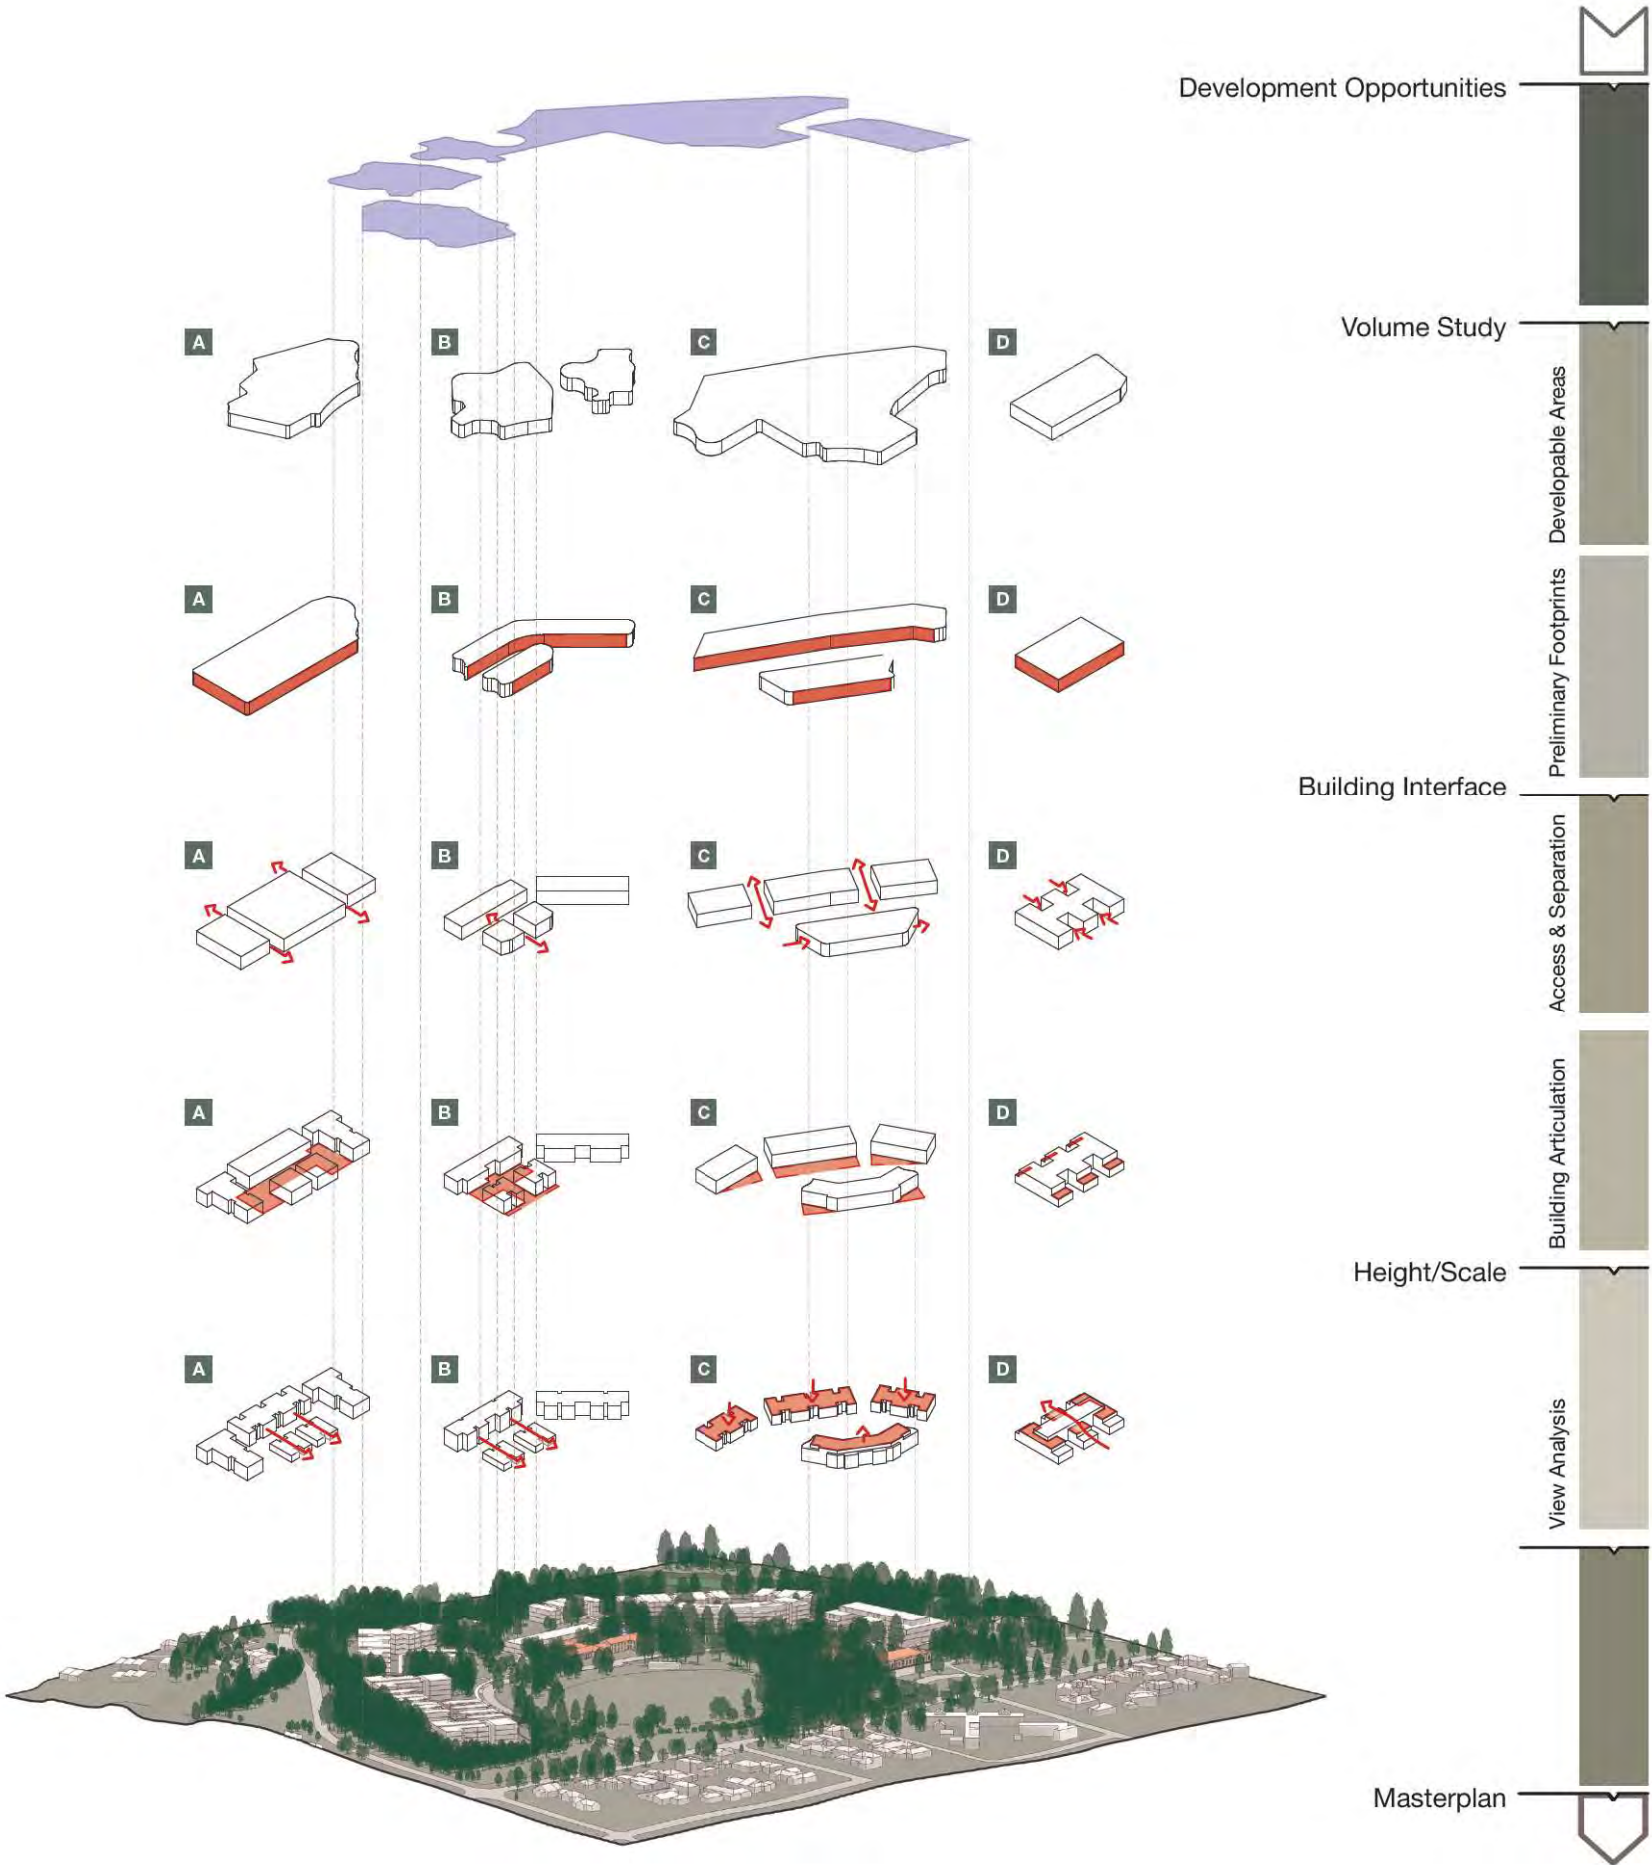 Development Opportunities
Volume Study
A B C D
Developable Areas
A B C D
Preliminary Footprints
Building Interface
A B C D
Access & Separation
A B C D
Building Articulation
Height/Scale
A B C D
View Analysis
Masterplan